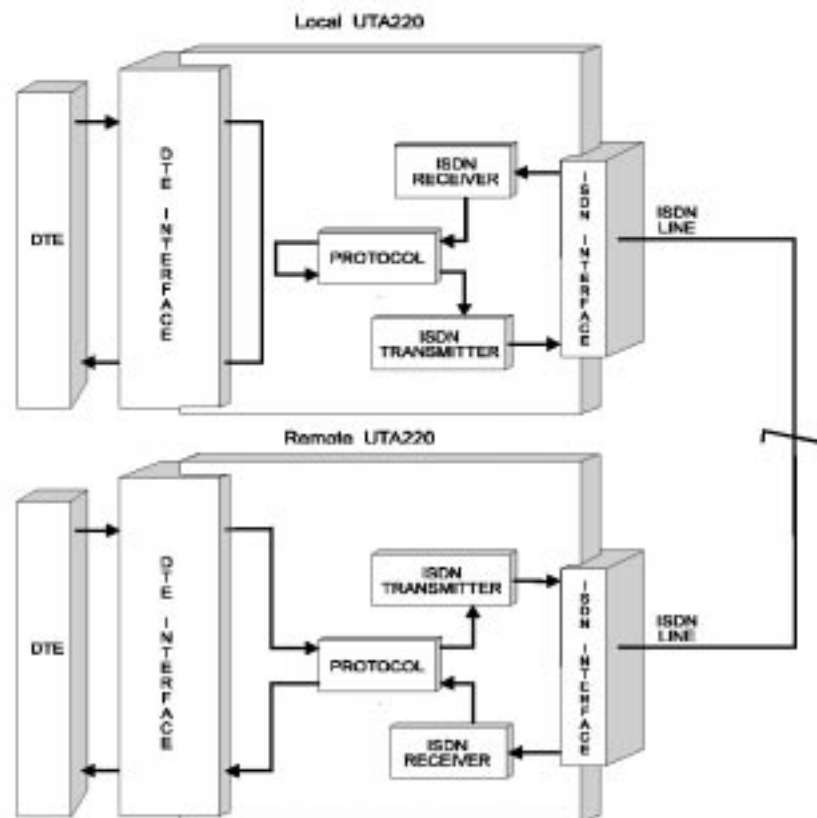 Local UTA220
DTE
DTE INTERFACE
ISDN
RECEIVER
PROTOCOL
ISDN
TRANSMITTER
ISDN INTERFACE
ISDN
LINE
Remote UTA220
DTE
DTE INTERFACE
ISDN
TRANSMITTER
PROTOCOL
ISDN
RECEIVER
ISDN INTERFACE
ISDN
LINE